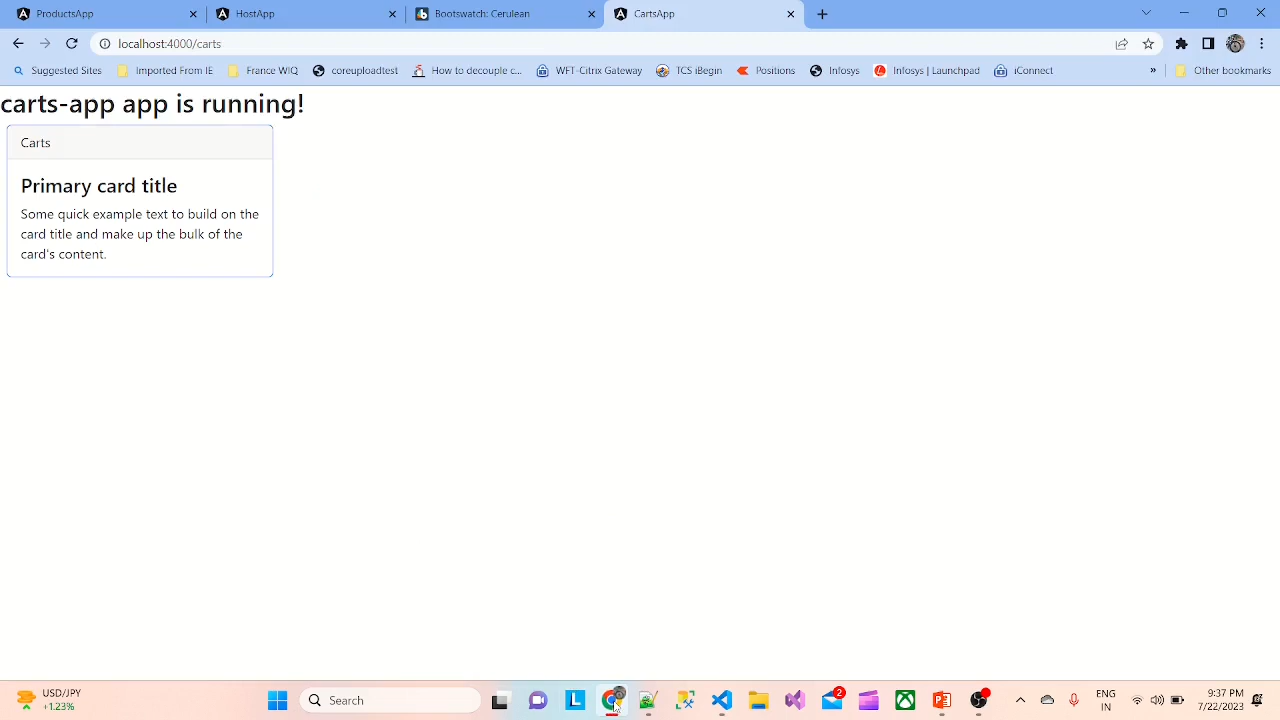 ProductsApp
HostApp
Bootswatch: Cerulean
CartsApp
localhost:4000/carts
Suggested Sites
Imported From IE
France WIG
coreuploadtest
How to decouple c...
WFT-Citrix Gateway
TCS iBegin
Positions
Infosys
Infosys | Launchpad
iConnect
»
Other bookmarks
carts-app app is running!
Carts
Primary card title
Some quick example text to build on the
card title and make up the bulk of the
card's content.
USD/JPY
+1.23%
Search
2
ENG
IN
9:37 PM
7/22/2023